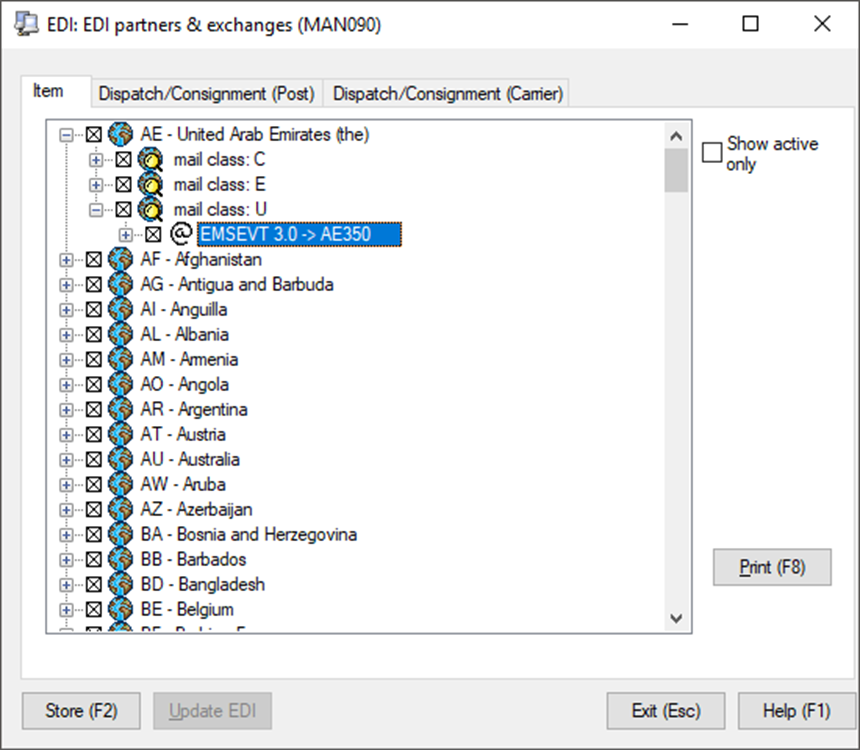 EDI: EDI partners & exchanges (MAN090)
Item
Dispatch/Consignment (Post)
Dispatch/Consignment (Carrier)
AE - United Arab Emirates (the)
mail class: C
mail class: E
mail class: U
@ EMSEVT 3.0 -> AE350
AF - Afghanistan
AG - Antigua and Barbuda
AI - Anguilla
AL - Albania
AM - Armenia
AO - Angola
AR - Argentina
AT - Austria
AU - Australia
AW - Aruba
AZ - Azerbaijan
BA - Bosnia and Herzegovina
BB - Barbados
BD - Bangladesh
BE - Belgium
Show active
only
Print (F8)
Store (F2)
Update EDI
Exit (Esc)
Help (F1)